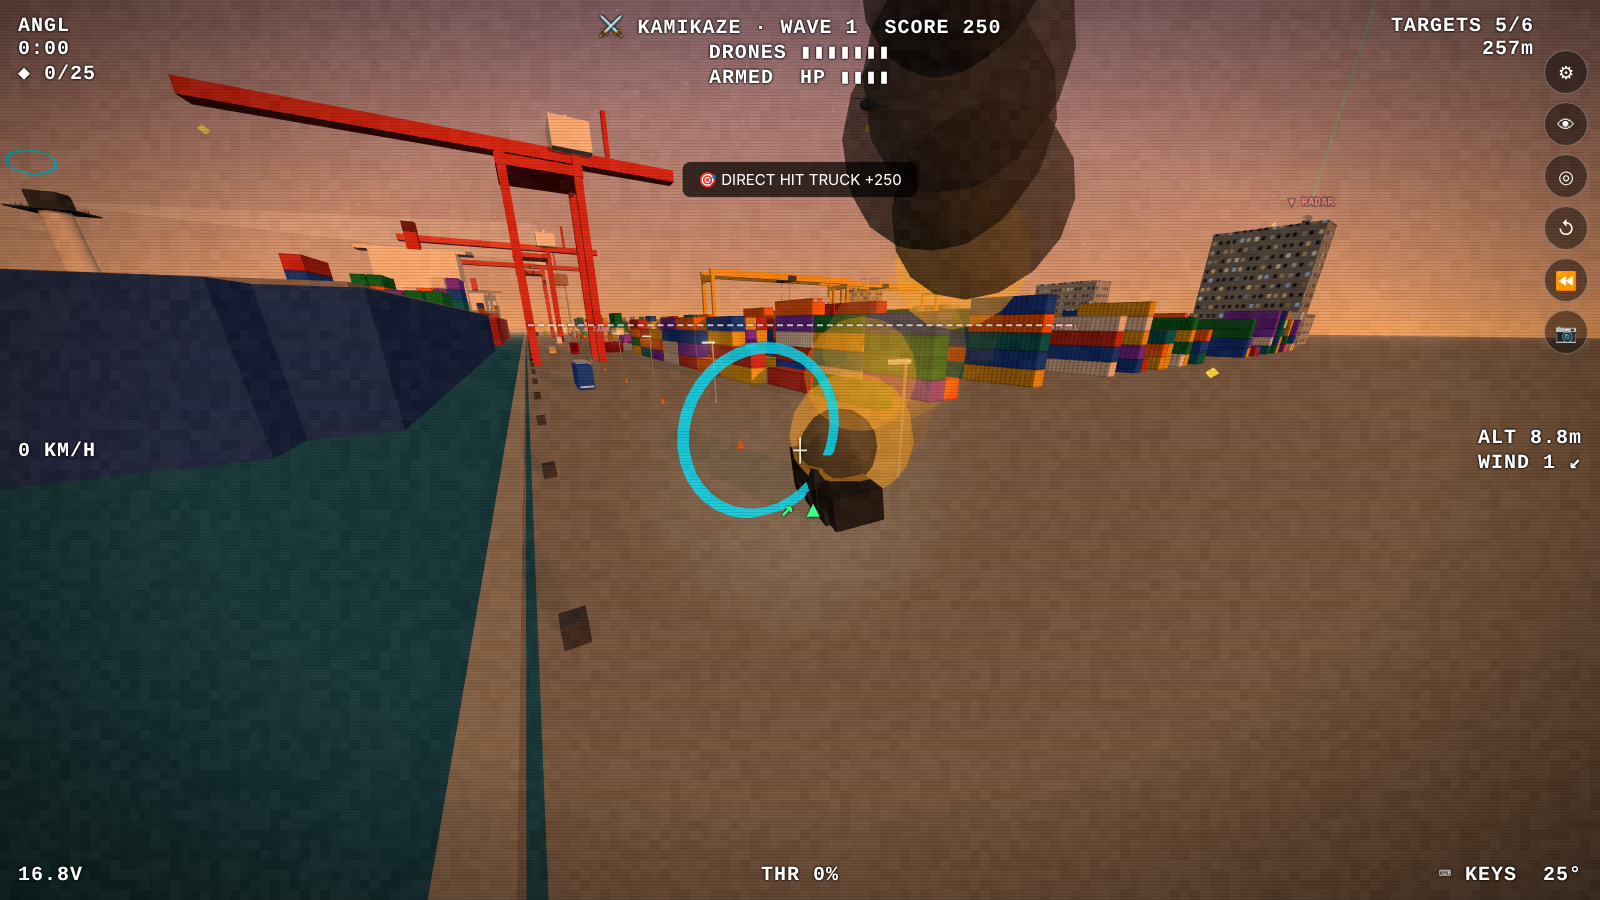 ANGL
0:00
◆ 0/25
⚔ KAMIKAZE · WAVE 1 SCORE 250
DRONES ▮▮▮▮▮▮▮
ARMED HP ▮▮▮▮
TARGETS 5/6
257m
🎯 DIRECT HIT TRUCK +250
▼ RADAR
0 KM/H
ALT 8.8m
WIND 1 ↙
16.8V
THR 0%
⌨ KEYS 25°